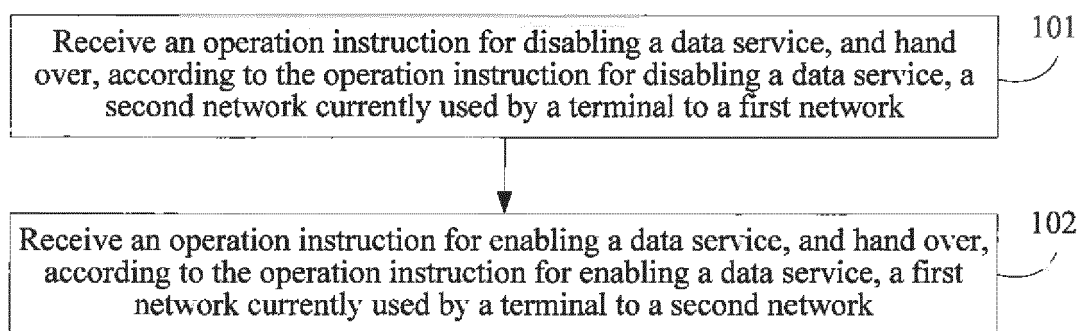 Receive an operation instruction for disabling a data service, and hand
over, according to the operation instruction for disabling a data service, a
second network currently used by a terminal to a first network
101
Receive an operation instruction for enabling a data service, and hand over,
according to the operation instruction for enabling a data service, a first
network currently used by a terminal to a second network
102